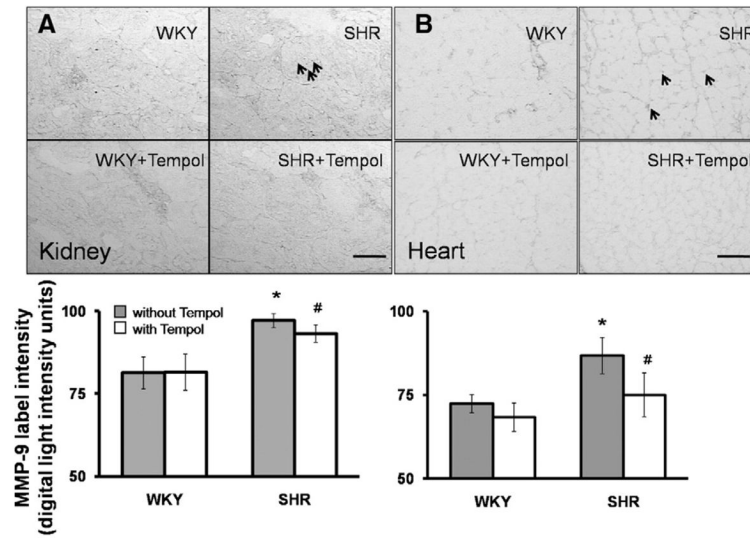 A
WKY
SHR
WKY+Tempol
SHR+Tempol
Kidney
B
WKY
SHR
WKY+Tempol
SHR+Tempol
Heart
MMP-9 label intensity
(digital light intensity units)
100
75
50
without Tempol
with Tempol
*
#
WKY
SHR
100
75
50
*
#
WKY
SHR